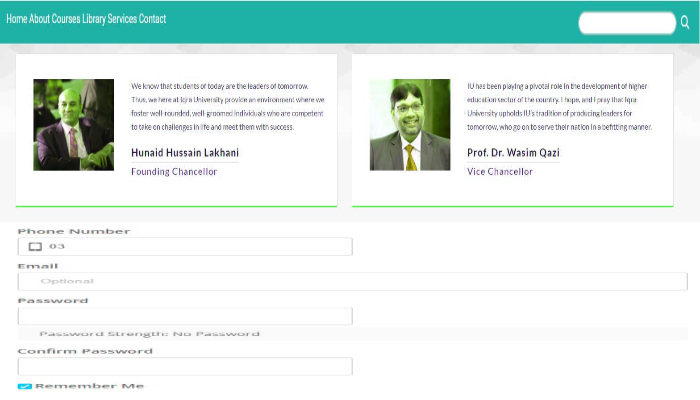 Home About Courses Library Services Contact
We know that students of today are the leaders of tomorrow.
Thus, we here at Iqra University provide an environment where we
foster well-rounded, well-groomed individuals who are competent
to take on challenges in life and meet them with success.
Hunaid Hussain Lakhani
Founding Chancellor
IU has been playing a pivotal role in the development of higher
education sector of the country. I hope, and I pray that Iqra
University upholds IU's tradition of producing leaders for
tomorrow, who go on to serve their nation in a befitting manner.
Prof. Dr. Wasim Qazi
Vice Chancellor
Phone Number
03
Email
Optional
Password
Password Strength: No Password
Confirm Password
Remember Me